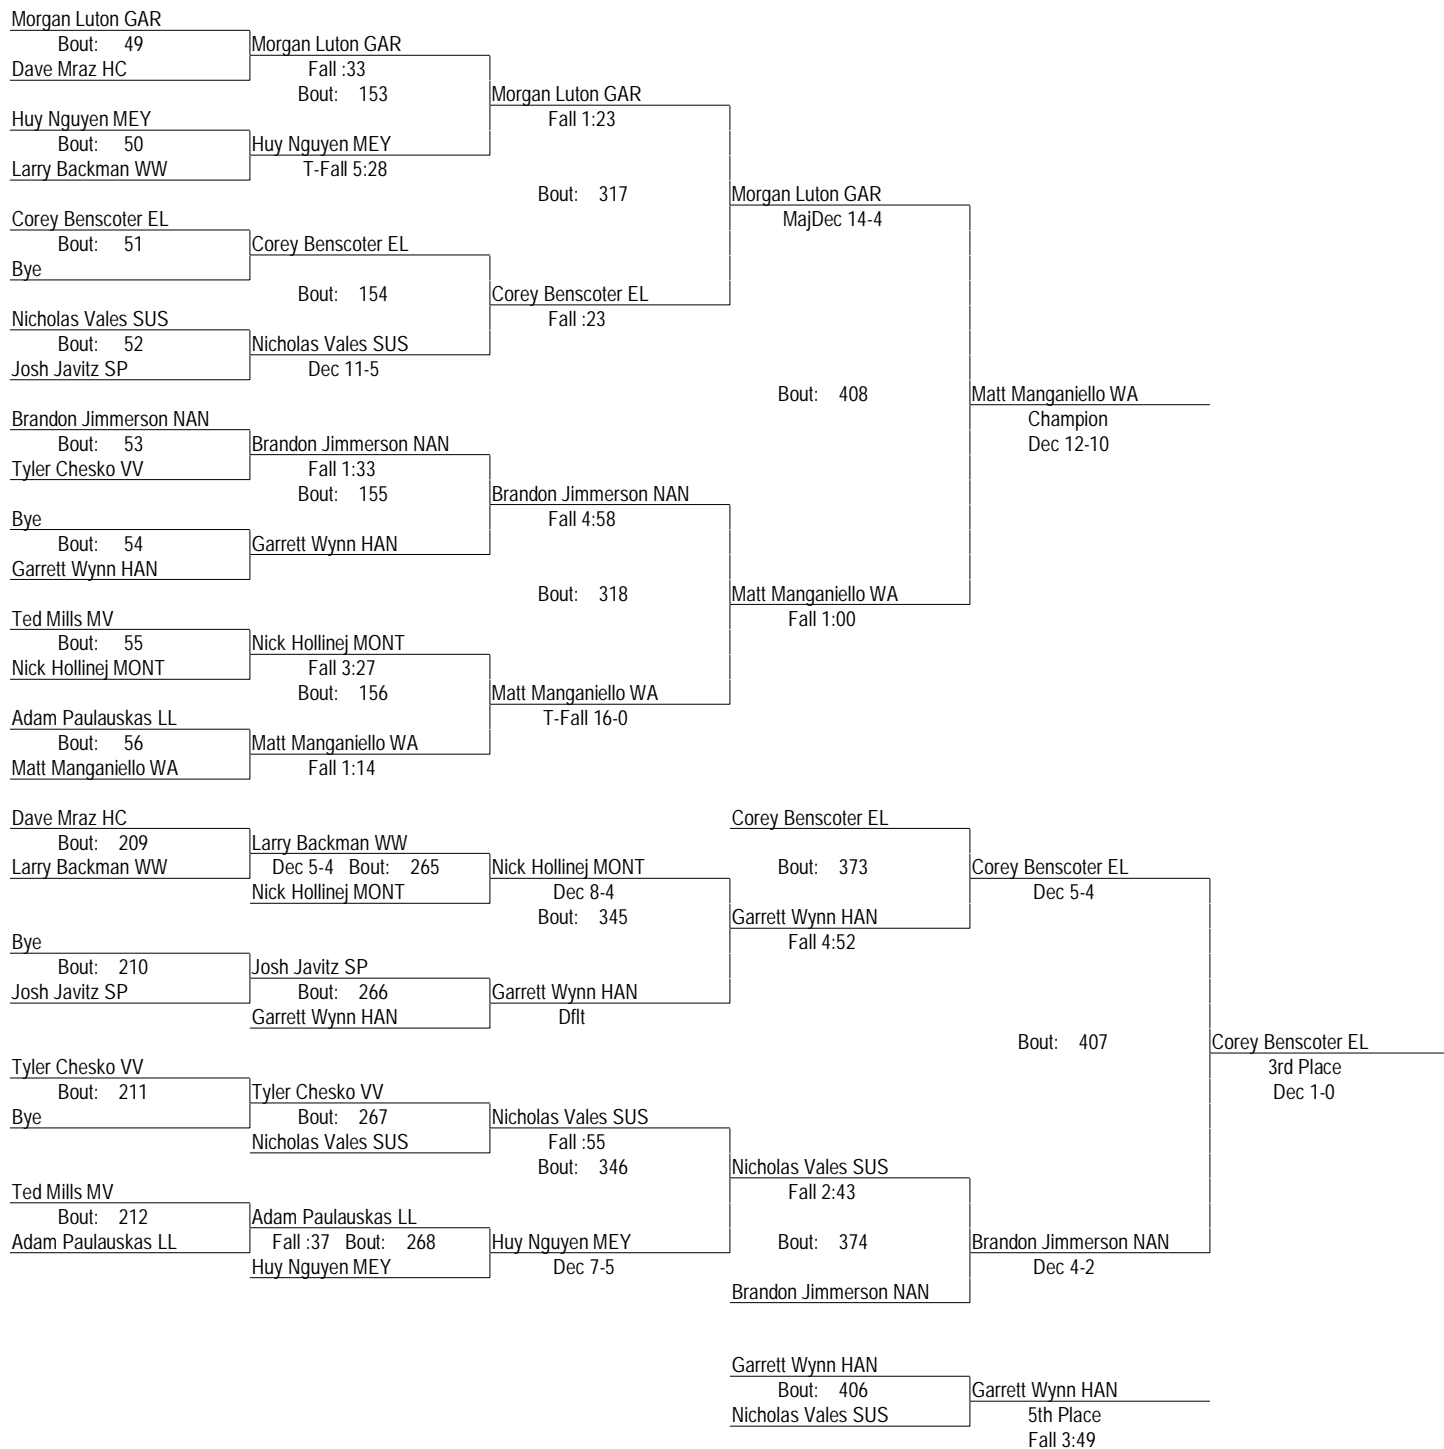 Morgan Luton GAR
Bout: 49
Morgan Luton GAR
Dave Mraz HC
Fall :33
Bout: 153
Morgan Luton GAR
Huy Nguyen MEY
Fall 1:23
Bout: 50
Huy Nguyen MEY
Larry Backman WW
T-Fall 5:28
Bout: 317
Morgan Luton GAR
Corey Benscoter EL
MajDec 14-4
Bout: 51
Corey Benscoter EL
Bye
Bout: 154
Corey Benscoter EL
Nicholas Vales SUS
Fall :23
Bout: 52
Nicholas Vales SUS
Josh Javitz SP
Dec 11-5
Bout: 408
Matt Manganiello WA
Brandon Jimmerson NAN
Champion
Bout: 53
Brandon Jimmerson NAN
Dec 12-10
Tyler Chesko VV
Fall 1:33
Bout: 155
Brandon Jimmerson NAN
Bye
Fall 4:58
Bout: 54
Garrett Wynn HAN
Garrett Wynn HAN
Bout: 318
Matt Manganiello WA
Ted Mills MV
Fall 1:00
Bout: 55
Nick Hollinej MONT
Nick Hollinej MONT
Fall 3:27
Bout: 156
Matt Manganiello WA
Adam Paulauskas LL
T-Fall 16-0
Bout: 56
Matt Manganiello WA
Matt Manganiello WA
Fall 1:14
Dave Mraz HC
Corey Benscoter EL
Bout: 209
Larry Backman WW
Larry Backman WW
Dec 5-4 Bout: 265
Nick Hollinej MONT
Bout: 373
Corey Benscoter EL
Nick Hollinej MONT
Dec 8-4
Dec 5-4
Bout: 345
Garrett Wynn HAN
Bye
Fall 4:52
Bout: 210
Josh Javitz SP
Josh Javitz SP
Bout: 266
Garrett Wynn HAN
Garrett Wynn HAN
Dflt
Bout: 407
Corey Benscoter EL
Tyler Chesko VV
3rd Place
Bout: 211
Tyler Chesko VV
Dec 1-0
Bye
Bout: 267
Nicholas Vales SUS
Nicholas Vales SUS
Fall :55
Bout: 346
Nicholas Vales SUS
Ted Mills MV
Fall 2:43
Bout: 212
Adam Paulauskas LL
Adam Paulauskas LL
Fall :37 Bout: 268
Huy Nguyen MEY
Bout: 374
Brandon Jimmerson NAN
Huy Nguyen MEY
Dec 7-5
Dec 4-2
Brandon Jimmerson NAN
Garrett Wynn HAN
Bout: 406
Garrett Wynn HAN
Nicholas Vales SUS
5th Place
Fall 3:49